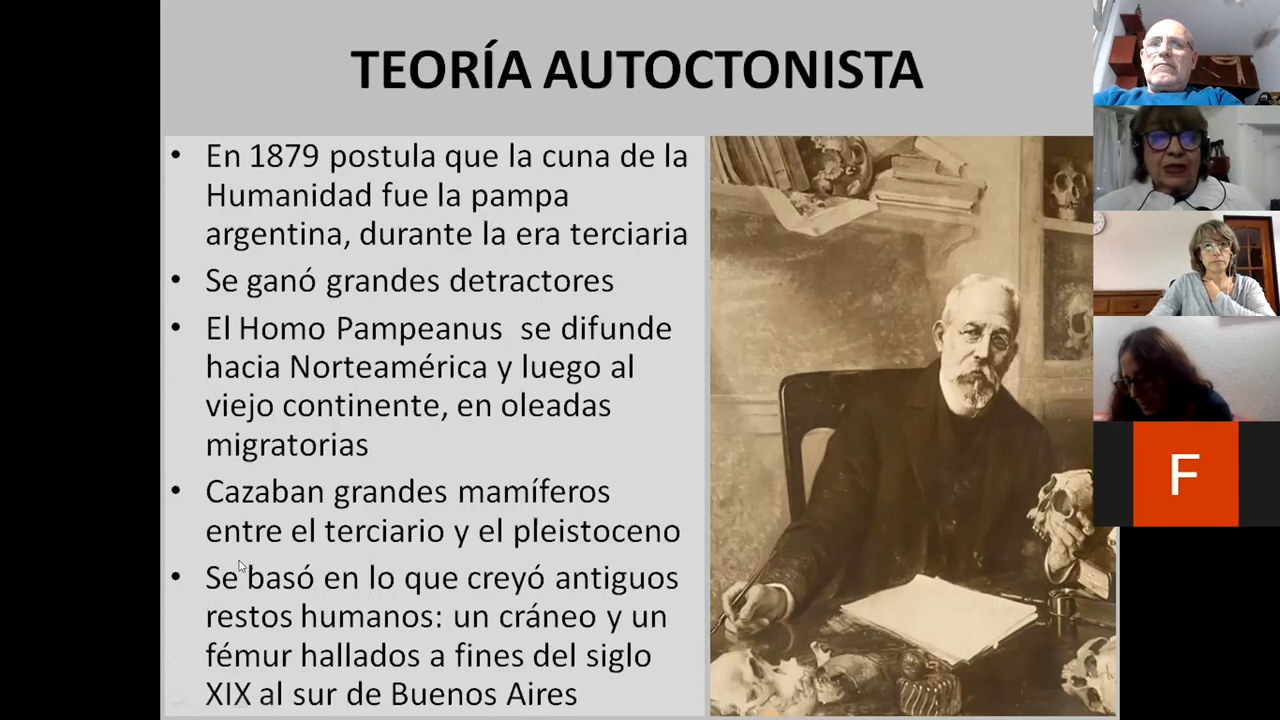 TEORÍA AUTOCTONISTA
• En 1879 postula que la cuna de la
Humanidad fue la pampa
argentina, durante la era terciaria
• Se ganó grandes detractores
• El Homo Pampeanus  se difunde
hacia Norteamérica y luego al
viejo continente, en oleadas
migratorias
• Cazaban grandes mamíferos
entre el terciario y el pleistoceno
• Se basó en lo que creyó antiguos
restos humanos: un cráneo y un
fémur hallados a fines del siglo
XIX al sur de Buenos Aires
F